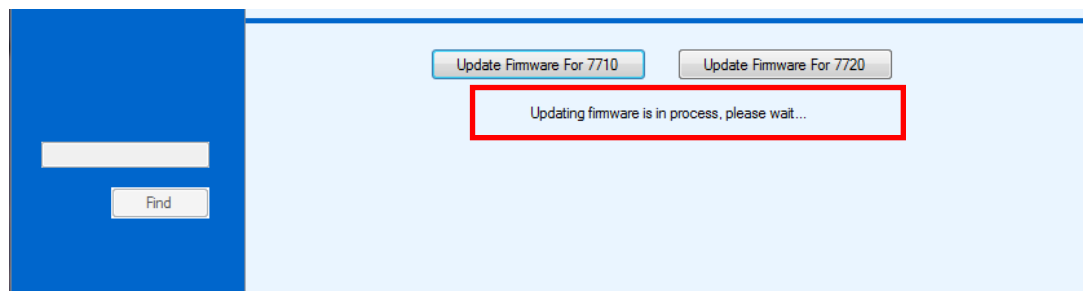 Update Firmware For 7710
Update Firmware For 7720
Updating firmware is in process, please wait...
Find